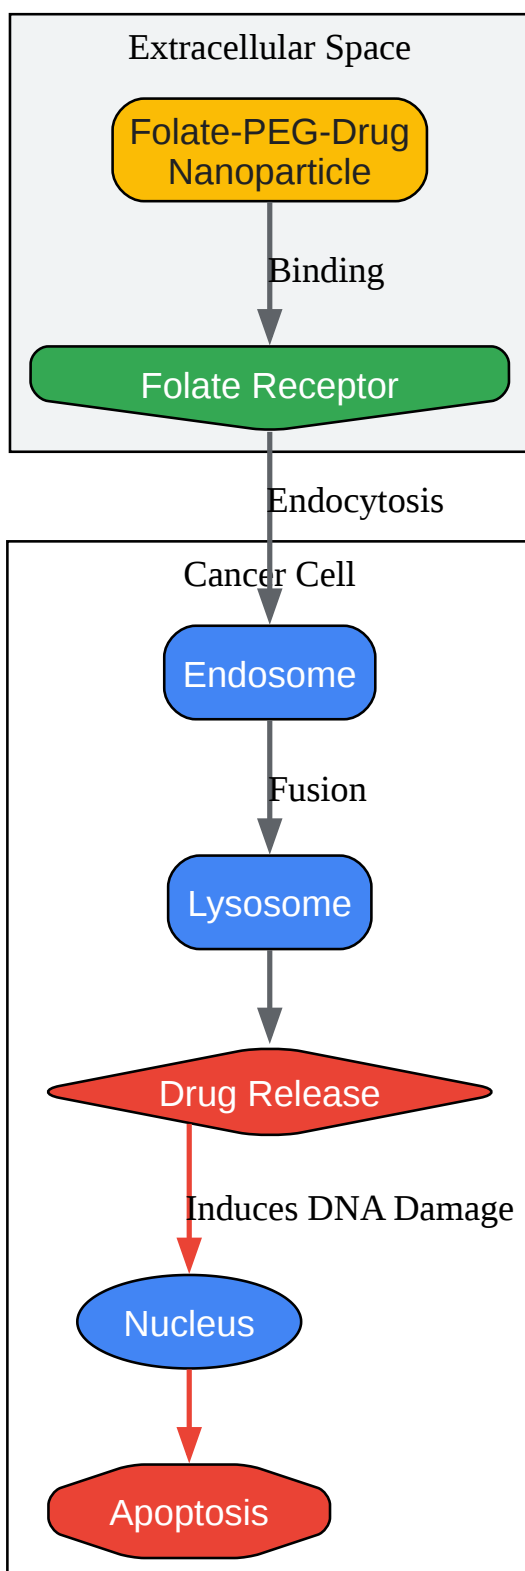 Extracellular Space
Folate-PEG-Drug
Nanoparticle
Binding
Folate Receptor
Endocytosis
Cancer Cell
Endosome
Fusion
Lysosome
Drug Release
Induces DNA Damage
Nucleus
Apoptosis